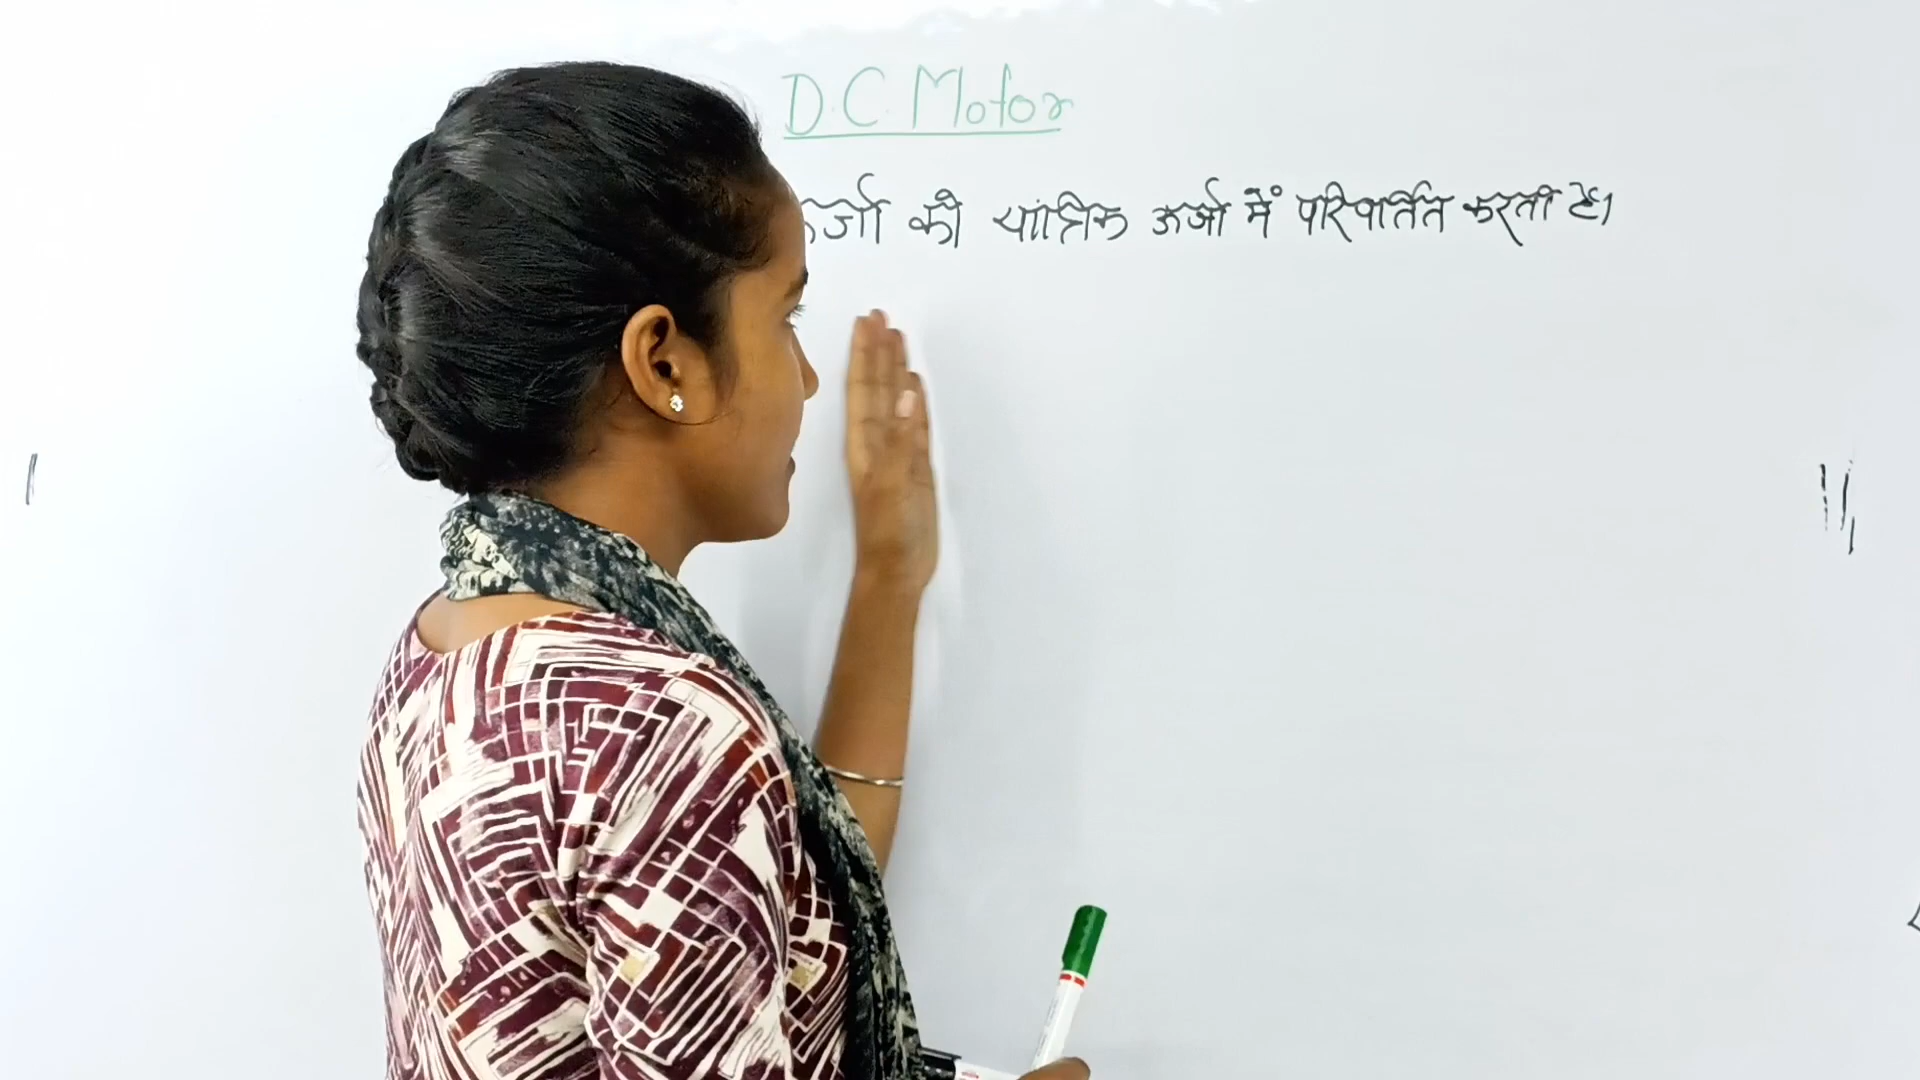 D.C. Motor
ऊर्जा को यांत्रिक ऊर्जा में परिवर्तित करती है।